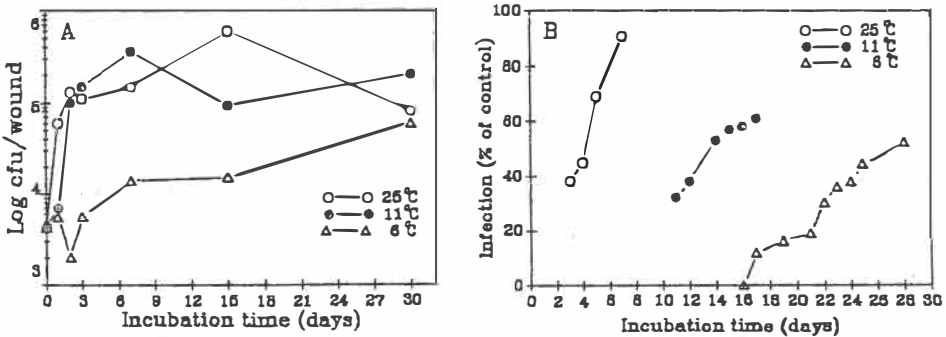 A
6
5
4
3
Log cfu/wound
25°C
11°C
6°C
0 3 6 9 12 15 18 21 24 27 30
Incubation time (days)
B
100
80
60
40
20
0
Infection (% of control)
25°C
11°C
6°C
0 2 4 6 8 10 12 14 16 18 20 22 24 26 28 30
Incubation time (days)